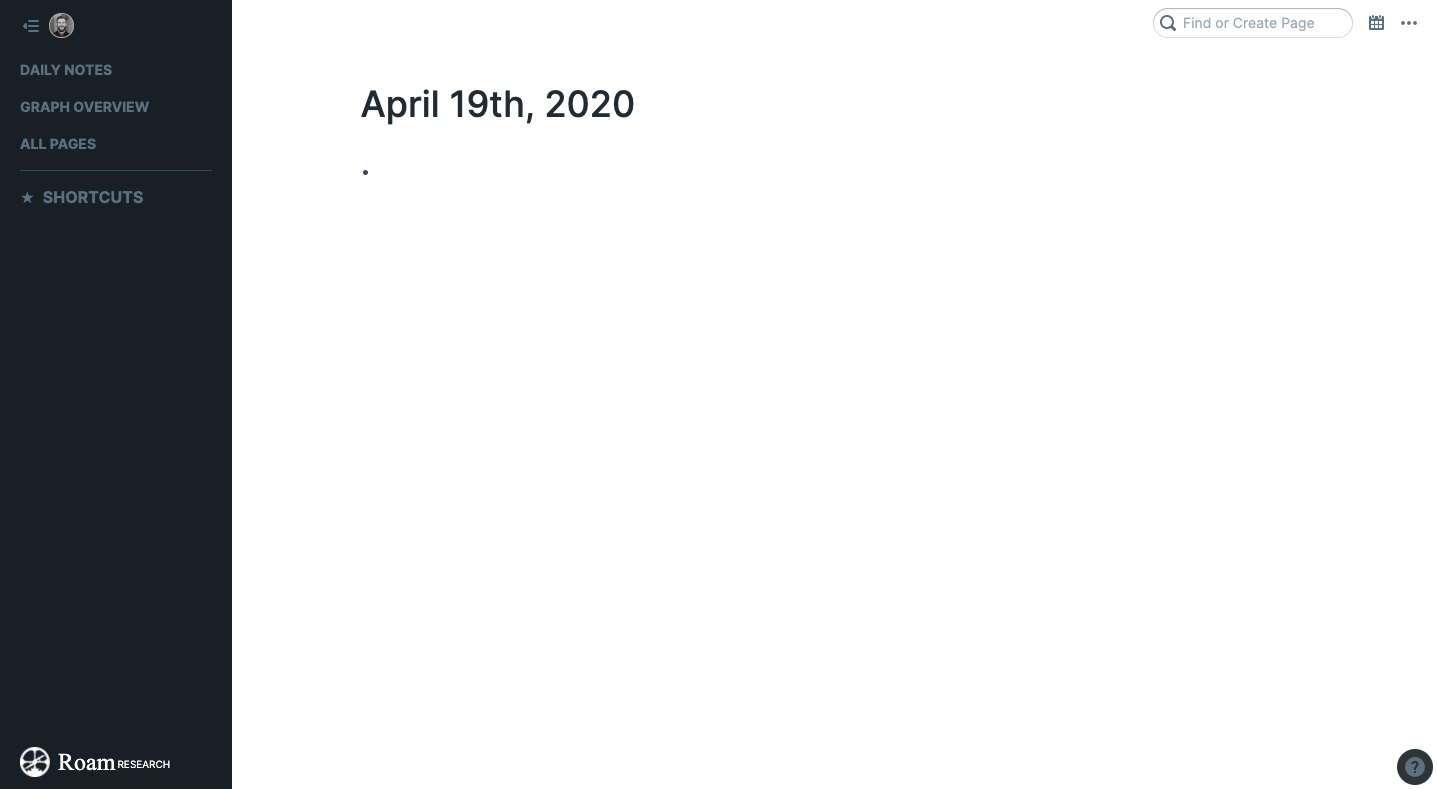 DAILY NOTES
GRAPH OVERVIEW
ALL PAGES
★ SHORTCUTS
Roam RESEARCH
Find or Create Page
April 19th, 2020
•
?